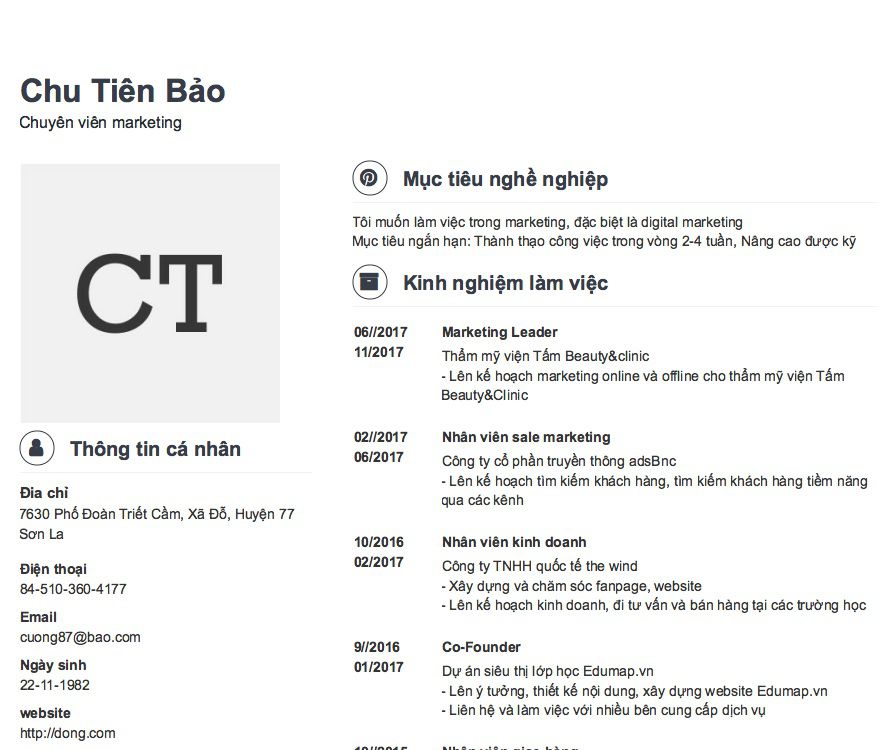 Chu Tiên Bảo
Chuyên viên marketing
CT
Thông tin cá nhân
Đia chỉ
7630 Phố Đoàn Triết Cầm, Xã Đỗ, Huyện 77
Sơn La
Điện thoại
84-510-360-4177
Email
cuong87@bao.com
Ngày sinh
22-11-1982
website
http://dong.com
Mục tiêu nghề nghiệp
Tôi muốn làm việc trong marketing, đặc biệt là digital marketing
Mục tiêu ngắn hạn: Thành thạo công việc trong vòng 2-4 tuần, Nâng cao được kỹ
Kinh nghiệm làm việc
06//2017 Marketing Leader
11/2017
Thẩm mỹ viện Tấm Beauty&clinic
- Lên kế hoạch marketing online và offline cho thẩm mỹ viện Tấm
Beauty&Clinic
02//2017 Nhân viên sale marketing
06/2017
Công ty cổ phần truyền thông adsBnc
- Lên kế hoạch tìm kiếm khách hàng, tìm kiếm khách hàng tiềm năng
qua các kênh
10/2016 Nhân viên kinh doanh
02/2017
Công ty TNHH quốc tế the wind
- Xây dựng và chăm sóc fanpage, website
- Lên kế hoạch kinh doanh, đi tư vấn và bán hàng tại các trường học
9//2016 Co-Founder
01/2017
Dự án siêu thị lớp học Edumap.vn
- Lên ý tưởng, thiết kế nội dung, xây dựng website Edumap.vn
- Liên hệ và làm việc với nhiều bên cung cấp dịch vụ